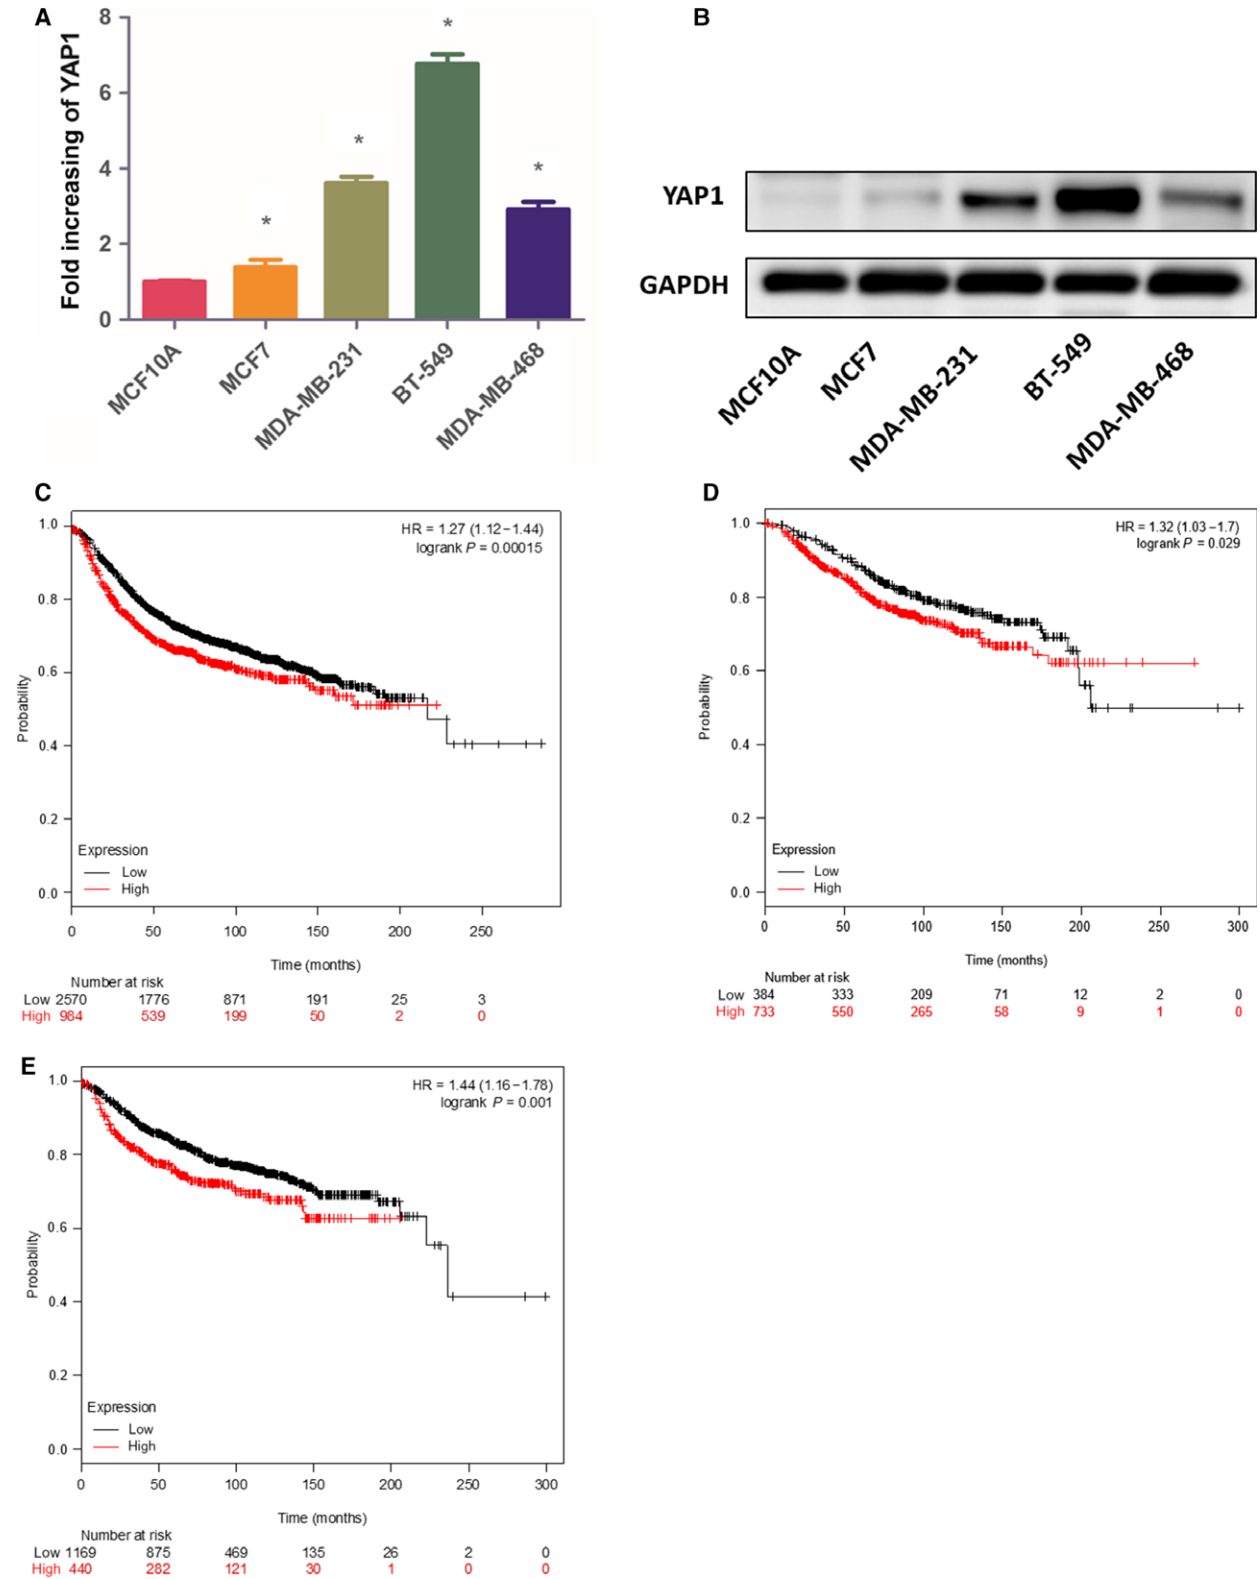 A
Fold increasing of YAP1
8
6
4
2
0
*
*
*
*
MCF10A
MCF7
MDA-MB-231
BT-549
MDA-MB-468
B
YAP1
GAPDH
MCF10A
MCF7
MDA-MB-231
BT-549
MDA-MB-468
C
HR = 1.27 (1.12−1.44)
logrank P = 0.00015
Probability
1.0
0.8
0.6
0.4
0.2
0.0
Expression
Low
High
0 50 100 150 200 250
Time (months)
Number at risk
Low 2570 1776 871 191 25 3
High 984 539 199 50 2 0
D
HR = 1.32 (1.03−1.7)
logrank P = 0.029
Probability
1.0
0.8
0.6
0.4
0.2
0.0
Expression
Low
High
0 50 100 150 200 250 300
Time (months)
Number at risk
Low 384 333 209 71 12 2 0
High 733 550 265 58 9 1 0
E
HR = 1.44 (1.16−1.78)
logrank P = 0.001
Probability
1.0
0.8
0.6
0.4
0.2
0.0
Expression
Low
High
0 50 100 150 200 250 300
Time (months)
Number at risk
Low 1169 875 469 135 26 2 0
High 440 282 121 30 1 0 0